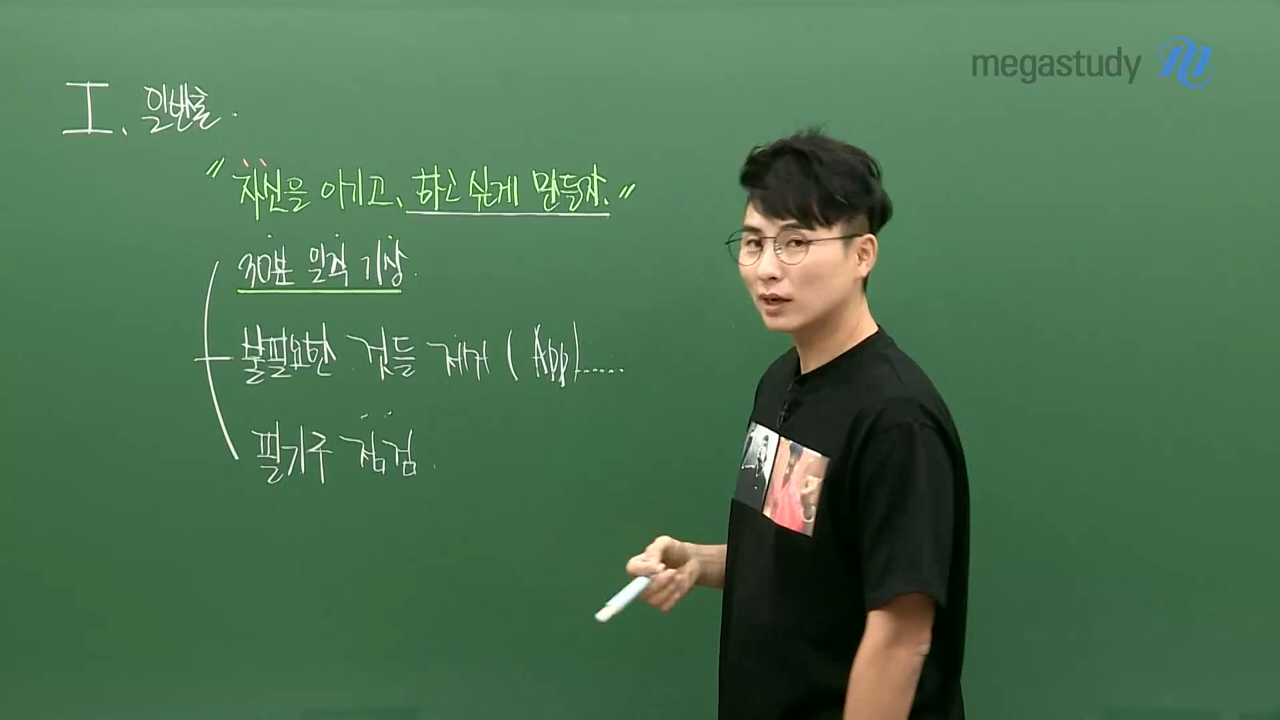 megastudy
I. 일반론.
"자신을 아끼고, 하고 싶게 만들자."
30분 일찍 기상.
불필요한 것들 제거 (App).....
필기구 점검.